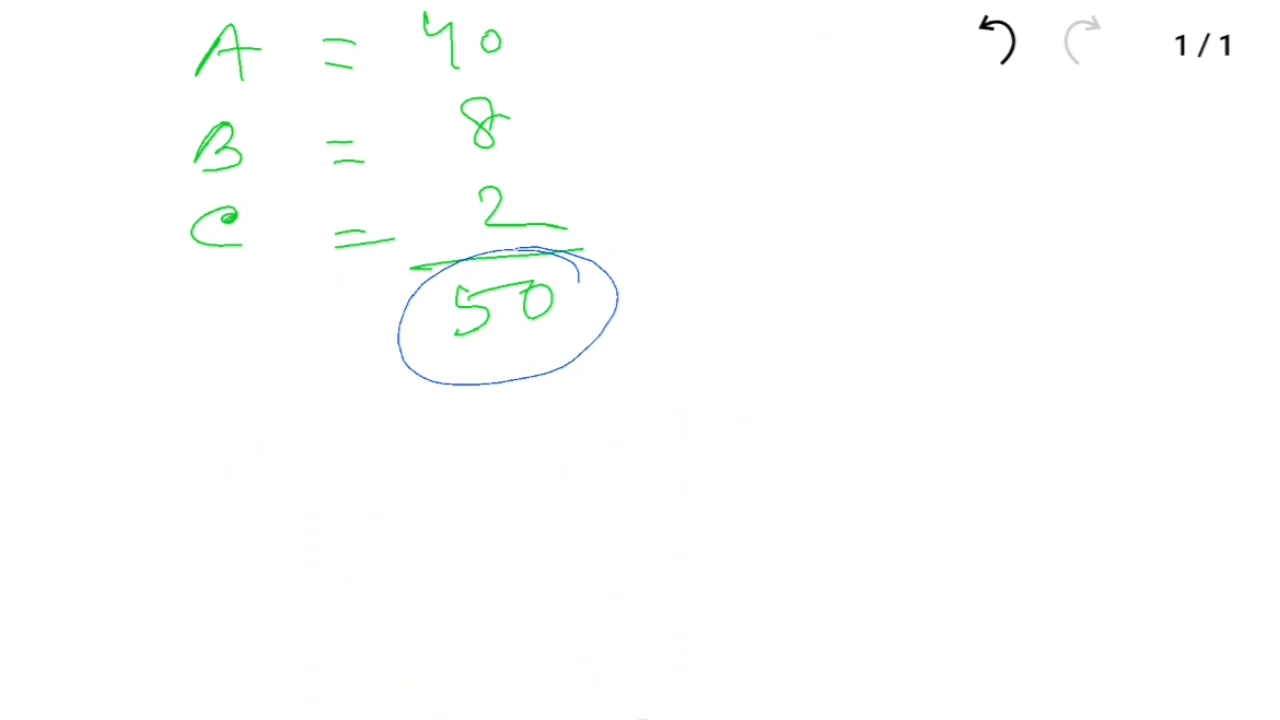 A = 40
1 / 1
B = 8
C = 2
50